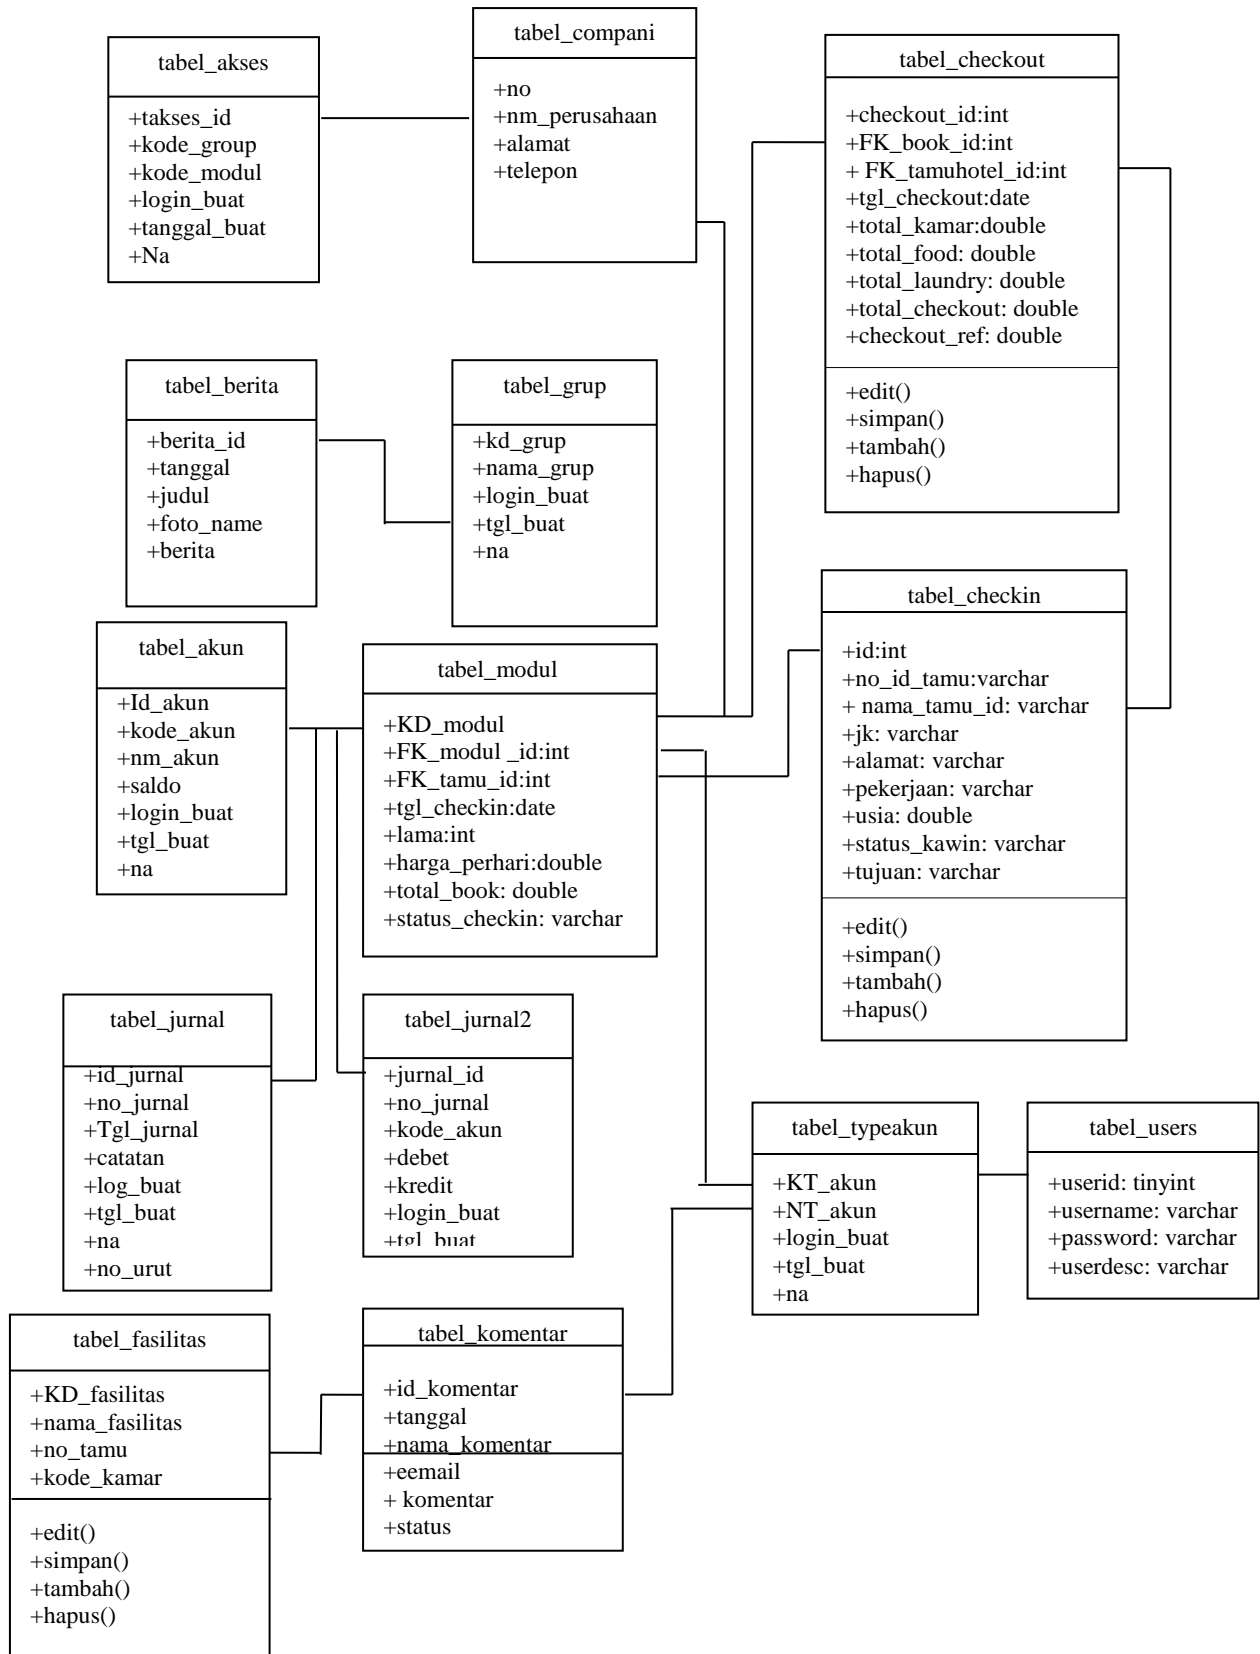 tabel_akses
+takses_id
+kode_group
+kode_modul
+login_buat
+tanggal_buat
+Na
tabel_compani
+no
+nm_perusahaan
+alamat
+telepon
tabel_checkout
+checkout_id:int
+FK_book_id:int
+ FK_tamuhotel_id:int
+tgl_checkout:date
+total_kamar:double
+total_food: double
+total_laundry: double
+total_checkout: double
+checkout_ref: double
+edit()
+simpan()
+tambah()
+hapus()
tabel_berita
+berita_id
+tanggal
+judul
+foto_name
+berita
tabel_grup
+kd_grup
+nama_grup
+login_buat
+tgl_buat
+na
tabel_checkin
+id:int
+no_id_tamu:varchar
+ nama_tamu_id: varchar
+jk: varchar
+alamat: varchar
+pekerjaan: varchar
+usia: double
+status_kawin: varchar
+tujuan: varchar
+edit()
+simpan()
+tambah()
+hapus()
tabel_akun
+Id_akun
+kode_akun
+nm_akun
+saldo
+login_buat
+tgl_buat
+na
tabel_modul
+KD_modul
+FK_modul _id:int
+FK_tamu_id:int
+tgl_checkin:date
+lama:int
+harga_perhari:double
+total_book: double
+status_checkin: varchar
tabel_jurnal
+id_jurnal
+no_jurnal
+Tgl_jurnal
+catatan
+log_buat
+tgl_buat
+na
+no_urut
tabel_jurnal2
+jurnal_id
+no_jurnal
+kode_akun
+debet
+kredit
+login_buat
+tgl_buat
tabel_typeakun
+KT_akun
+NT_akun
+login_buat
+tgl_buat
+na
tabel_users
+userid: tinyint
+username: varchar
+password: varchar
+userdesc: varchar
tabel_fasilitas
+KD_fasilitas
+nama_fasilitas
+no_tamu
+kode_kamar
+edit()
+simpan()
+tambah()
+hapus()
tabel_komentar
+id_komentar
+tanggal
+nama_komentar
+eemail
+ komentar
+status